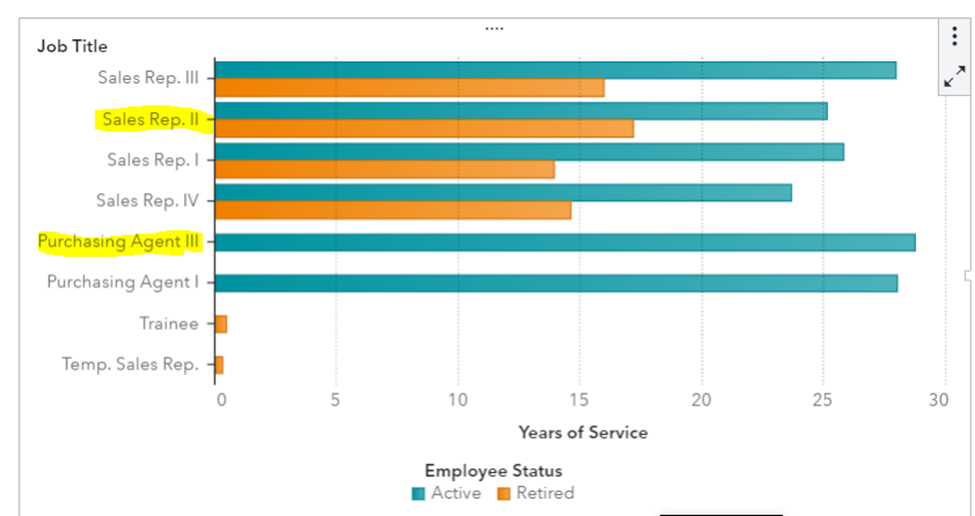 Job Title
Sales Rep. III
Sales Rep. II
Sales Rep. I
Sales Rep. IV
Purchasing Agent III
Purchasing Agent I
Trainee
Temp. Sales Rep.
0 5 10 15 20 25 30
Years of Service
Employee Status
Active Retired